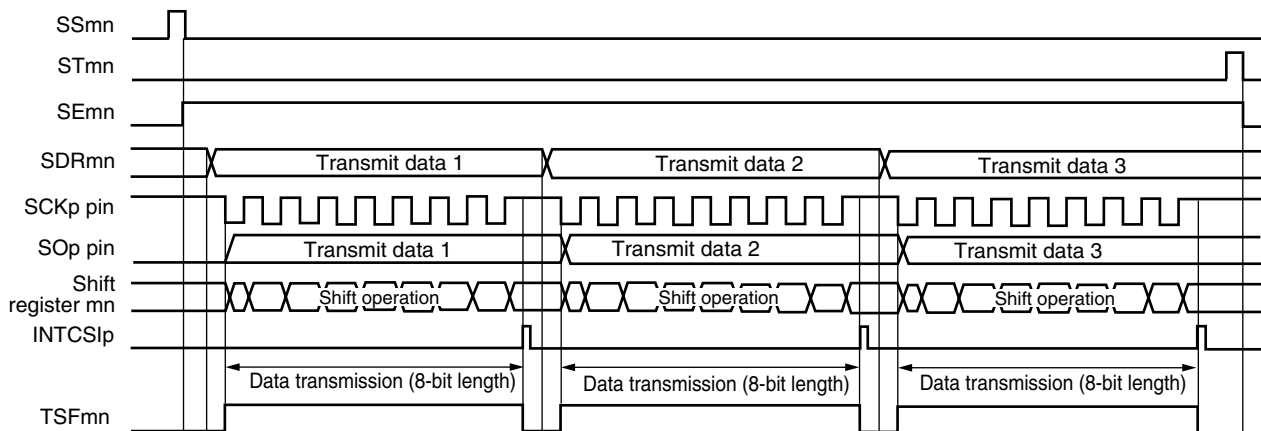 SSmn
STmn
SEmn
SDRmn Transmit data 1 Transmit data 2 Transmit data 3
SCKp pin
SOp pin Transmit data 1 Transmit data 2 Transmit data 3
Shift
register mn Shift operation Shift operation Shift operation
INTCSIp
Data transmission (8-bit length) Data transmission (8-bit length) Data transmission (8-bit length)
TSFmn